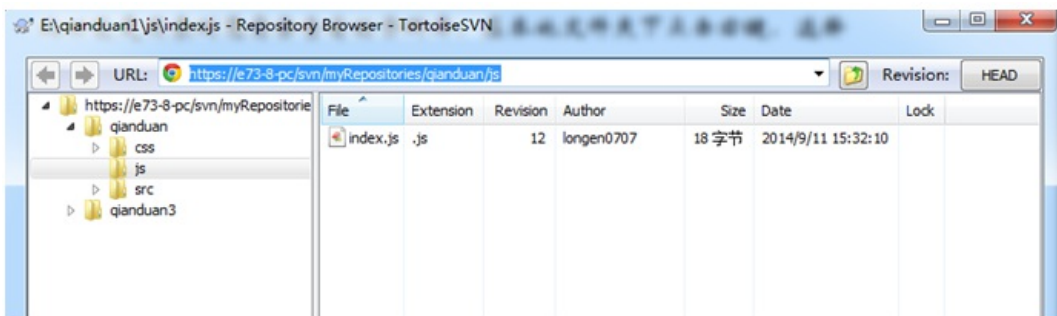 E:\qianduan1\js\index.js - Repository Browser - TortoiseSVN
URL: https://e73-8-pc/svn/myRepositories/qianduan/js Revision: HEAD
https://e73-8-pc/svn/myRepositorie
qianduan
css
js
src
qianduan3
File Extension Revision Author Size Date Lock
index.js .js 12 longen0707 18 字节 2014/9/11 15:32:10